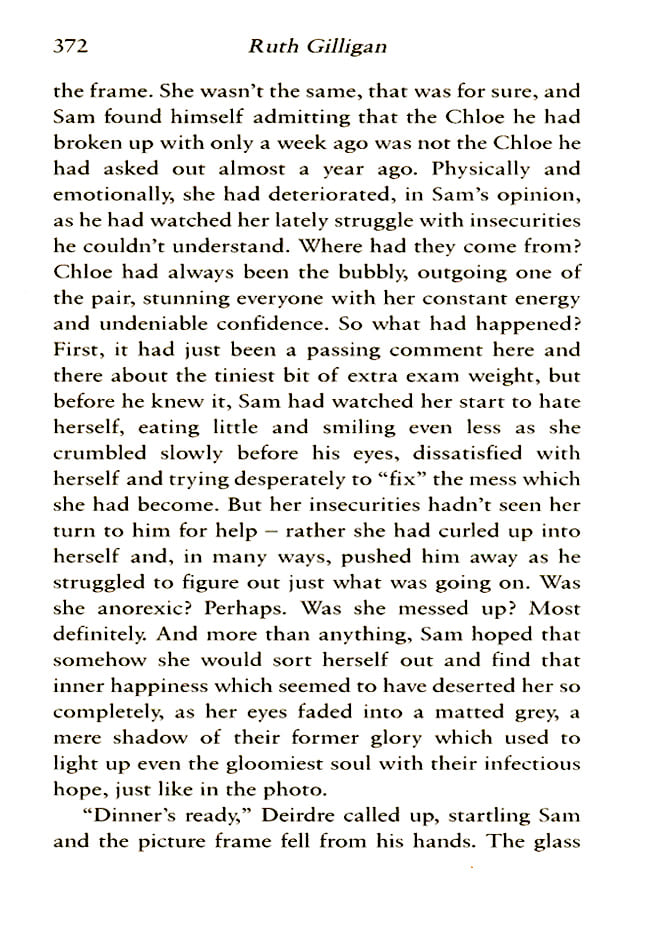 372 Ruth Gilligan
the frame. She wasn't the same, that was for sure, and
Sam found himself admitting that the Chloe he had
broken up with only a week ago was not the Chloe he
had asked out almost a year ago. Physically and
emotionally, she had deteriorated, in Sam's opinion,
as he had watched her lately struggle with insecurities
he couldn't understand. Where had they come from?
Chloe had always been the bubbly, outgoing one of
the pair, stunning everyone with her constant energy
and undeniable confidence. So what had happened?
First, it had just been a passing comment here and
there about the tiniest bit of extra exam weight, but
before he knew it, Sam had watched her start to hate
herself, eating little and smiling even less as she
crumbled slowly before his eyes, dissatisfied with
herself and trying desperately to “fix” the mess which
she had become. But her insecurities hadn't seen her
turn to him for help – rather she had curled up into
herself and, in many ways, pushed him away as he
struggled to figure out just what was going on. Was
she anorexic? Perhaps. Was she messed up? Most
definitely. And more than anything, Sam hoped that
somehow she would sort herself out and find that
inner happiness which seemed to have deserted her so
completely, as her eyes faded into a matted grey, a
mere shadow of their former glory which used to
light up even the gloomiest soul with their infectious
hope, just like in the photo.
“Dinner's ready,” Deirdre called up, startling Sam
and the picture frame fell from his hands. The glass